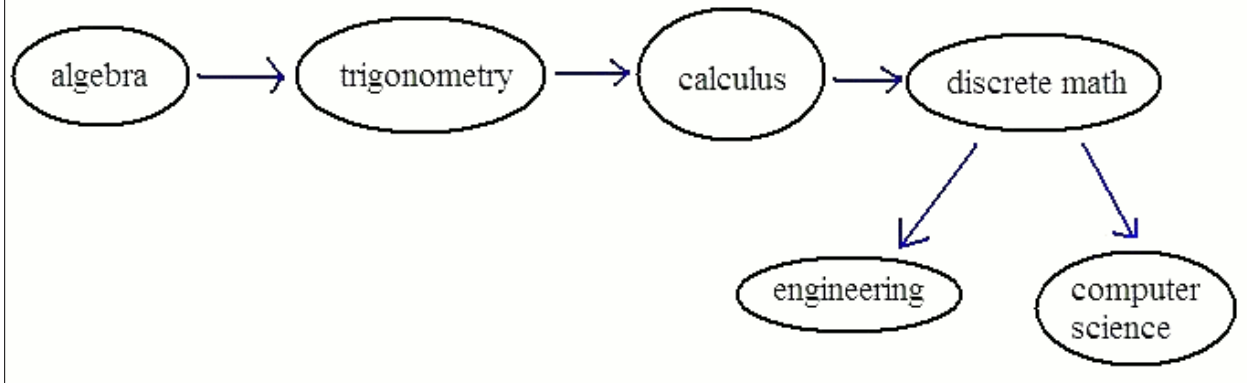 algebra
trigonometry
calculus
discrete math
engineering
computer
science